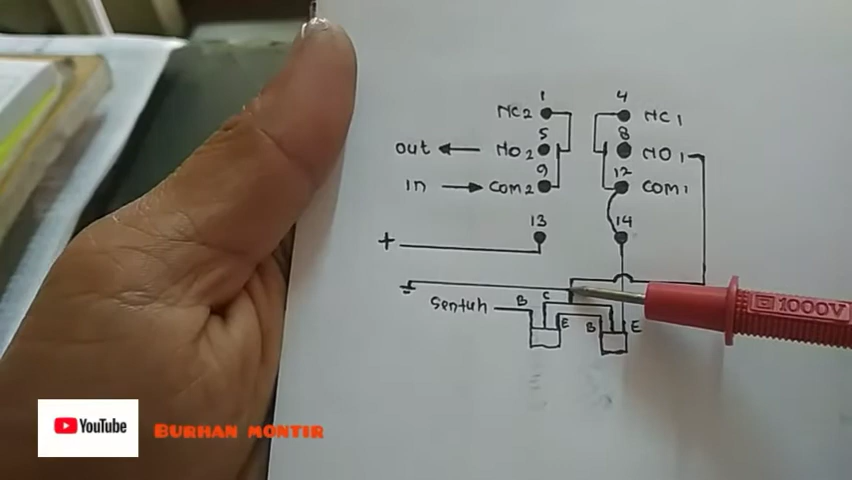 1 4
NC2 NC1
5 8
out NO2 NO1
9 12
in COM2 COM1
13 14
+
Sentuh B C
E B E
1000V
YouTube
BURHAN MONTIR